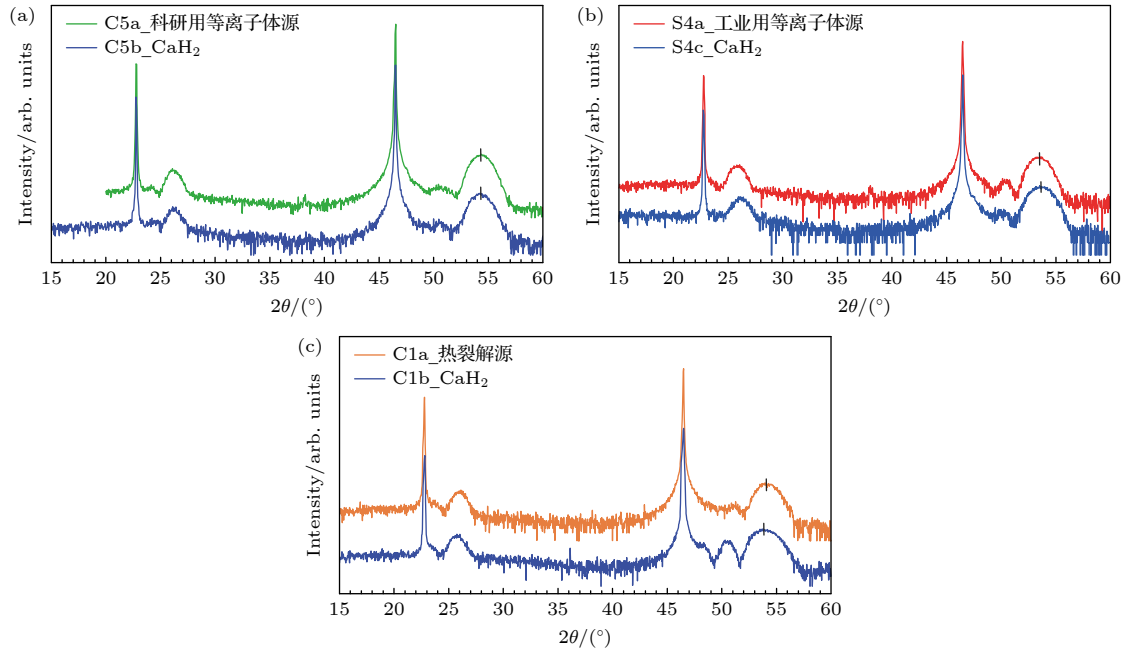 (a)
C5a_科研用等离子体源
C5b_CaH₂
Intensity/arb. units
15 20 25 30 35 40 45 50 55 60
2θ/(°)
(b)
S4a_工业用等离子体源
S4c_CaH₂
Intensity/arb. units
15 20 25 30 35 40 45 50 55 60
2θ/(°)
(c)
C1a_热裂解源
C1b_CaH₂
Intensity/arb. units
15 20 25 30 35 40 45 50 55 60
2θ/(°)